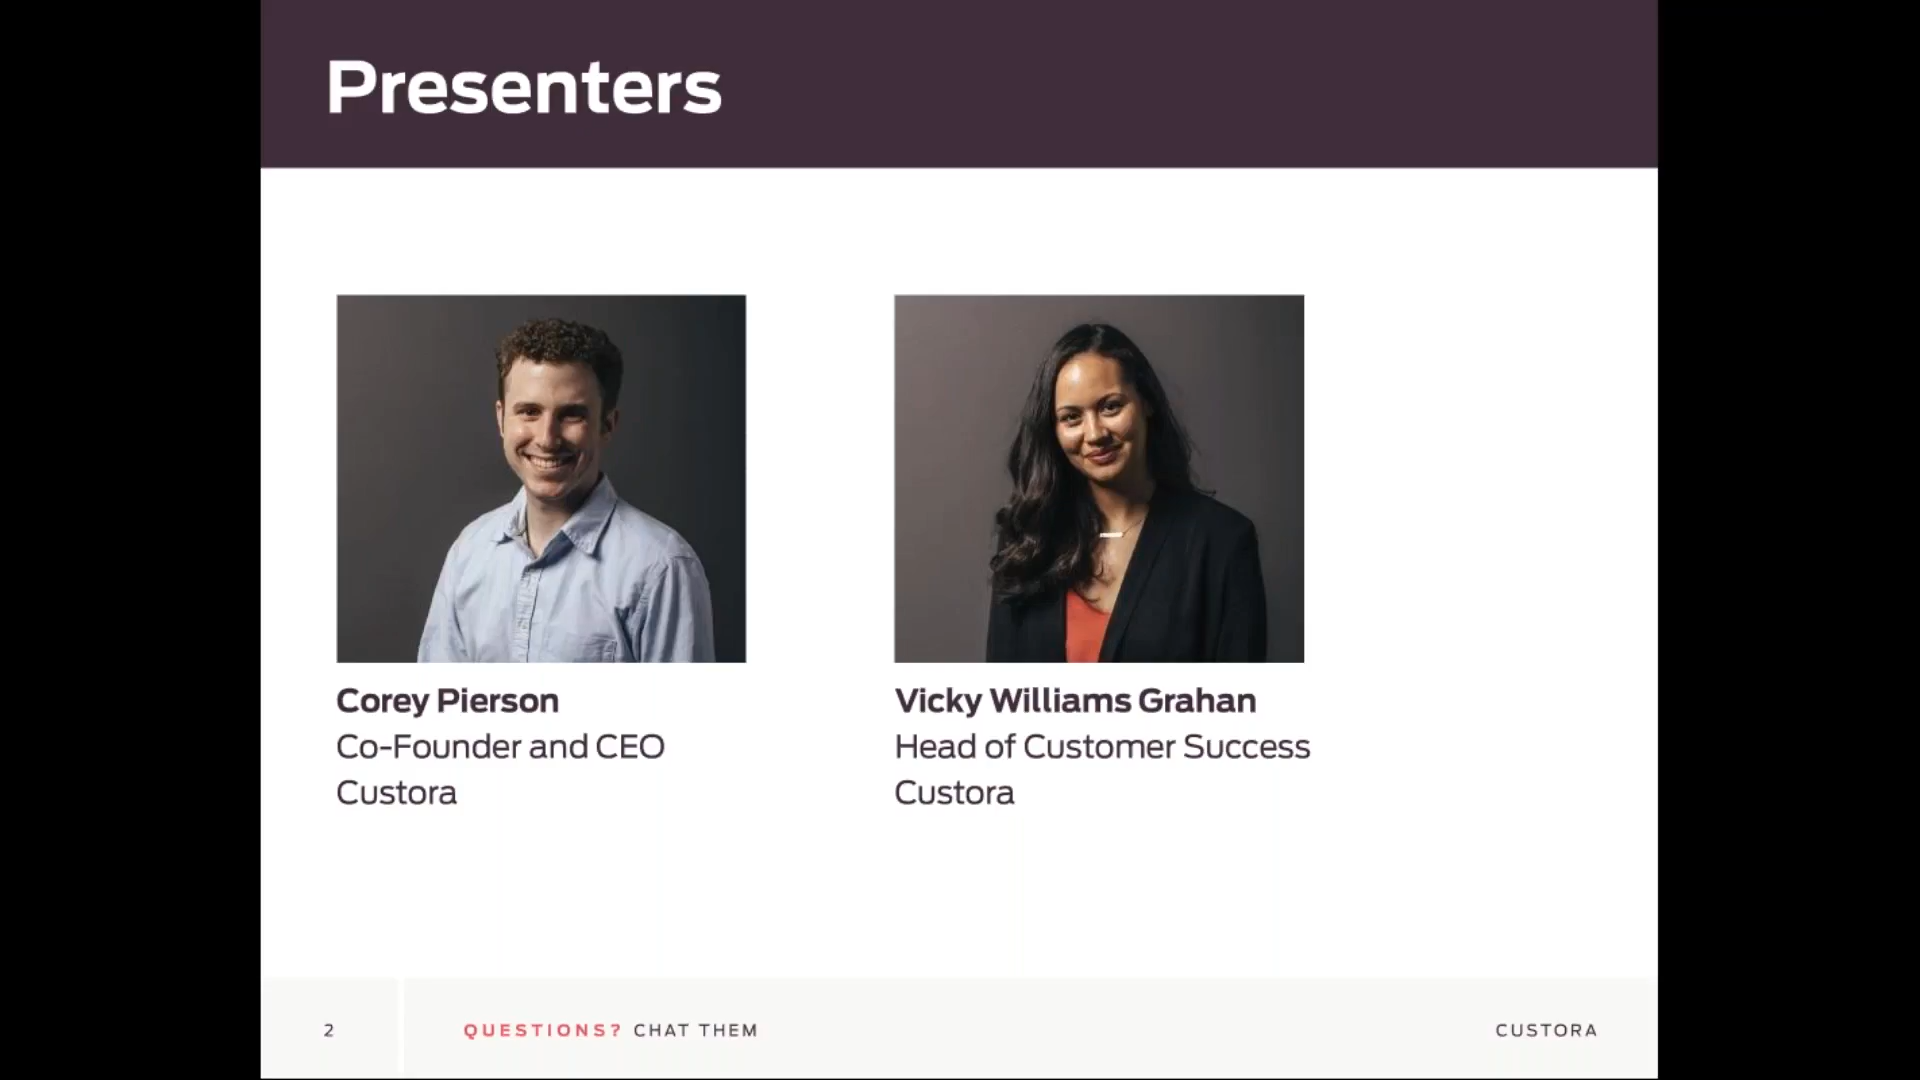 Presenters
Corey Pierson
Co-Founder and CEO
Custora
Vicky Williams Grahan
Head of Customer Success
Custora
2
QUESTIONS? CHAT THEM
CUSTORA